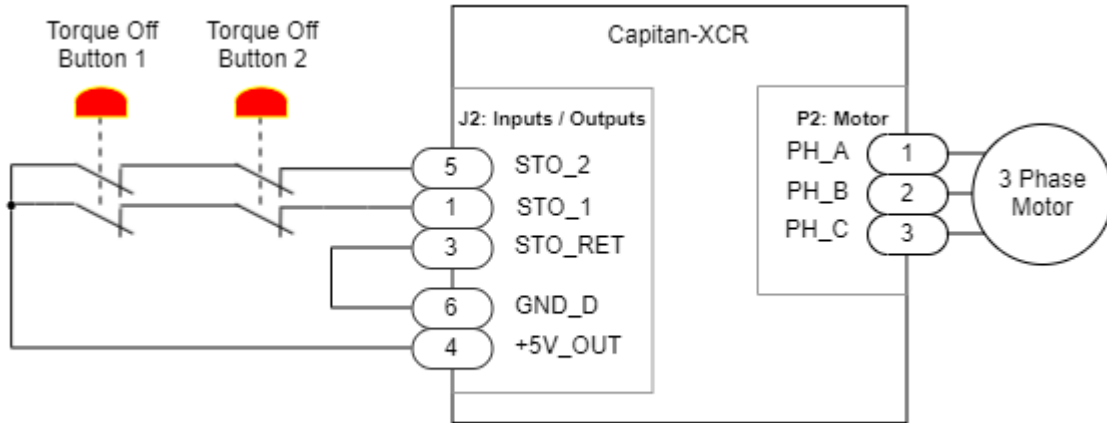 Torque Off
Button 1
Torque Off
Button 2
Capitan-XCR
J2: Inputs / Outputs
5 STO_2
1 STO_1
3 STO_RET
6 GND_D
4 +5V_OUT
P2: Motor
PH_A 1
PH_B 2
PH_C 3
3 Phase
Motor